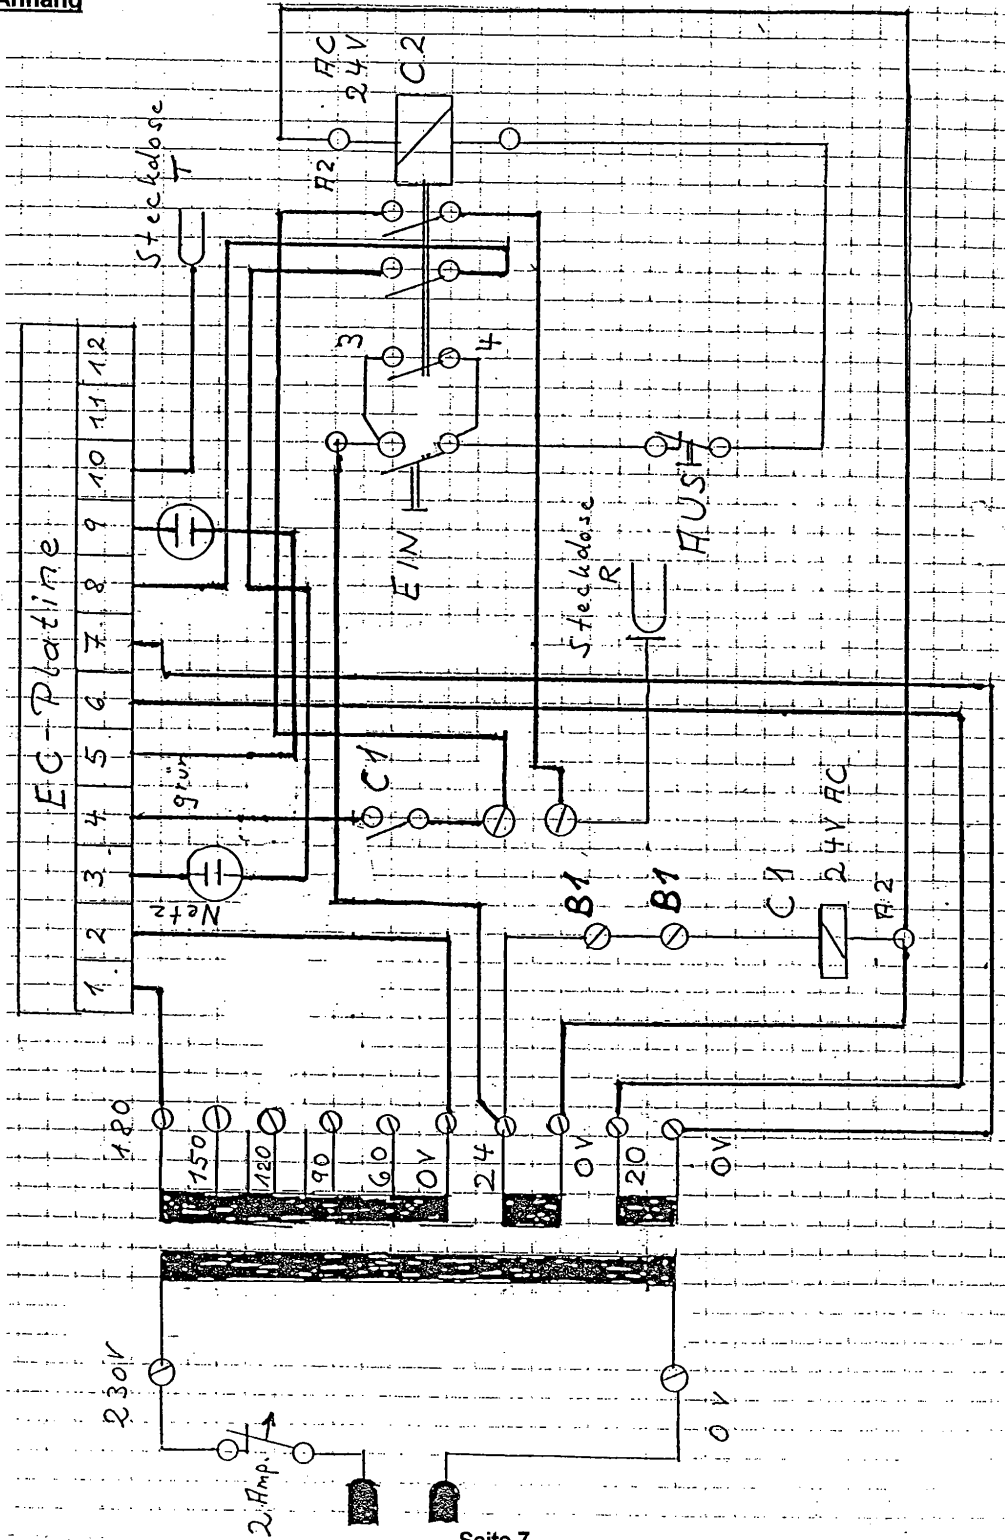 Anhang
EC-Platine
1 2 3 4 5 6 7 8 9 10 11 12
Steckdose
T
AC
24V
C2
A2
3
4
EIN
AUS
Steckdose
R
grün
Netz
C1
B1
B1
C1
24V AC
A2
180
150
120
90
60
0V
24
0V
20
0V
230V
0V
2 Amp.
Seite 7